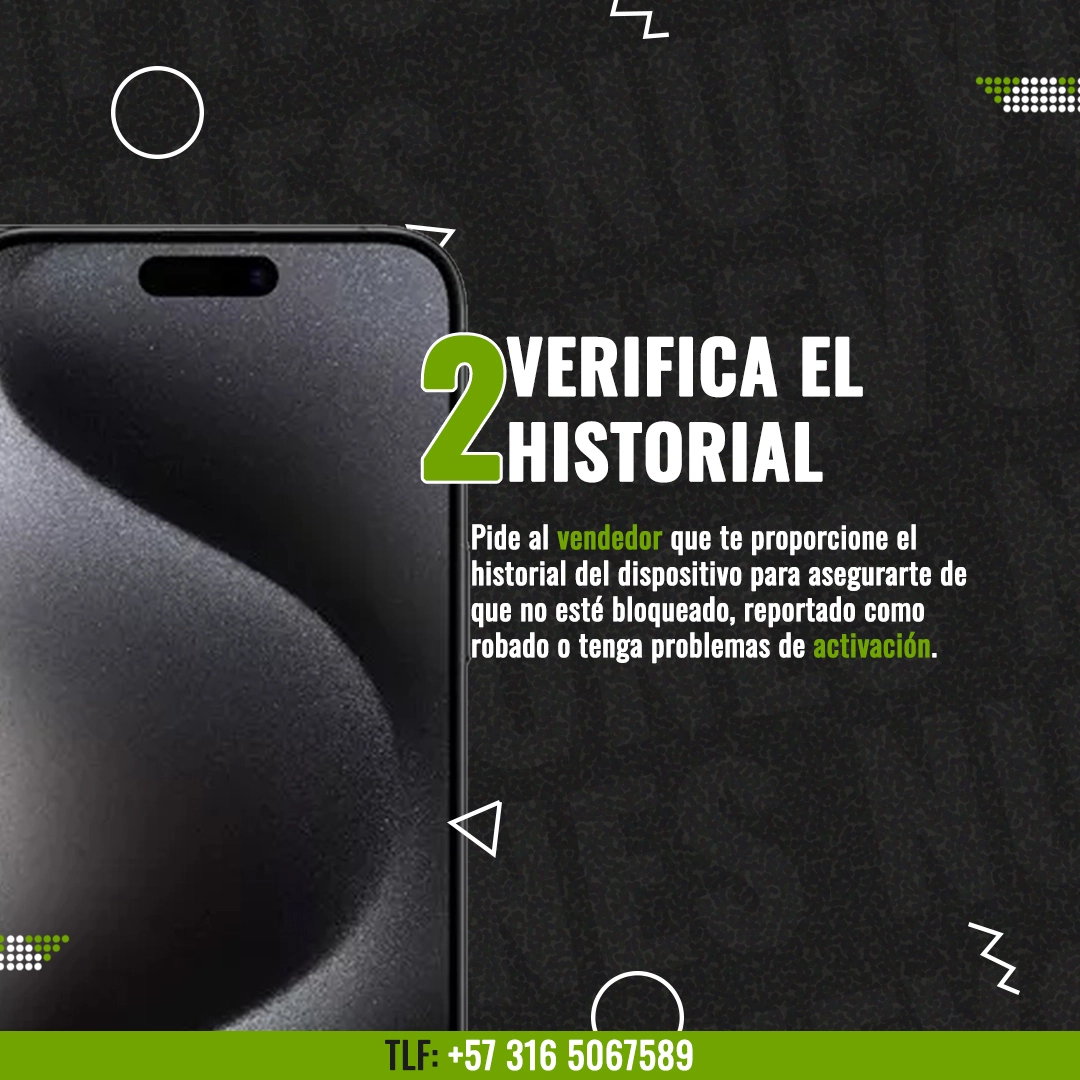 2 VERIFICA EL
HISTORIAL
Pide al vendedor que te proporcione el
historial del dispositivo para asegurarte de
que no esté bloqueado, reportado como
robado o tenga problemas de activación.
TLF: +57 316 5067589